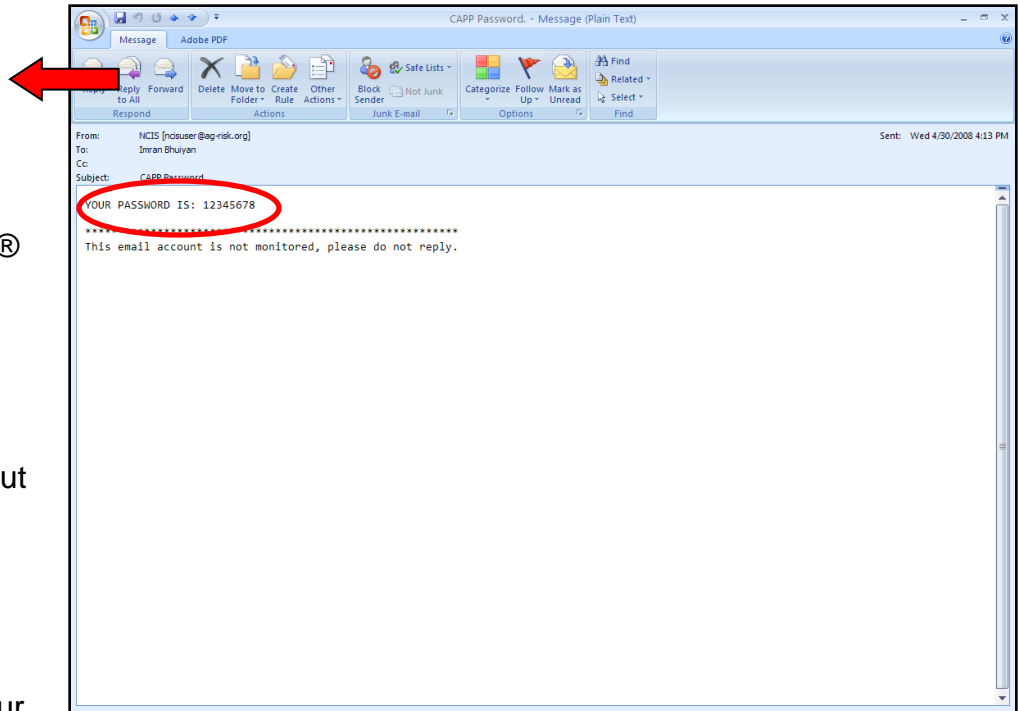 CAPP Password. - Message (Plain Text)
Message Adobe PDF
Reply Reply to All Forward
Delete Move to Folder Create Rule Other Actions
Block Sender Safe Lists Not Junk
Categorize Follow Up Mark as Unread
Find
Related
Select
Respond Actions Junk E-mail Options Find
From: NCIS [ncisuser@ag-risk.org] Sent: Wed 4/30/2008 4:13 PM
To: Imran Bhuiyan
Cc:
Subject: CAPP Password.
YOUR PASSWORD IS: 12345678
®
*********************************************************
This email account is not monitored, please do not reply.
ut
ur